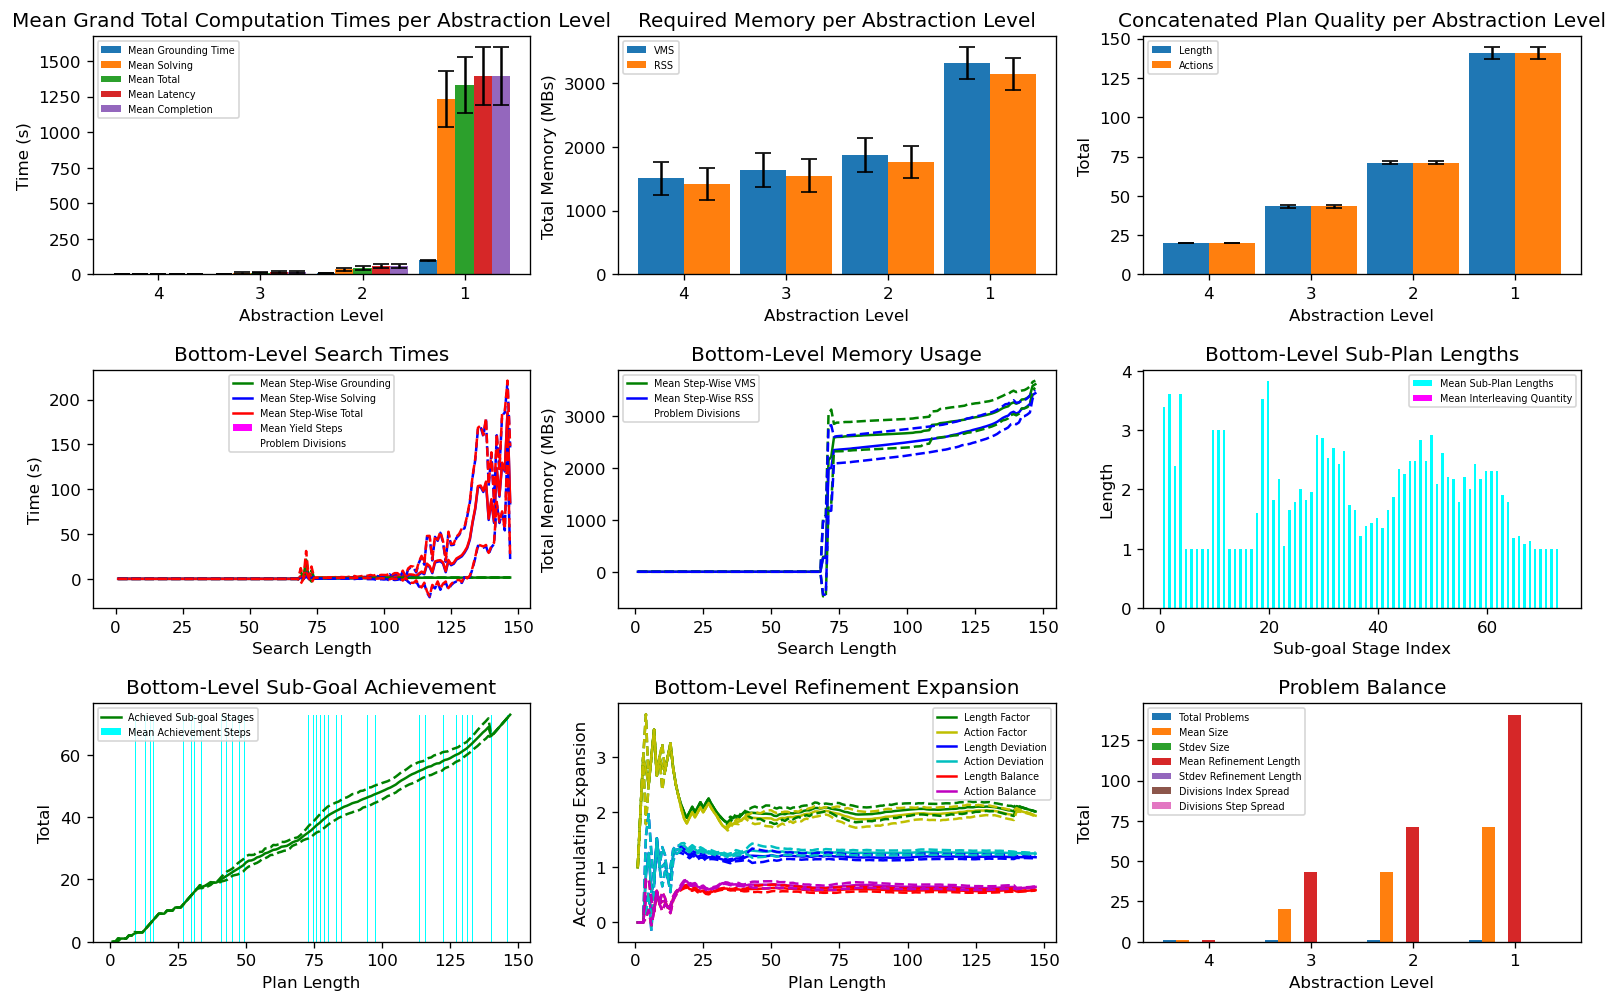 Mean Grand Total Computation Times per Abstraction Level
Mean Grounding Time
Mean Solving
Mean Total
Mean Latency
Mean Completion
Time (s)
1500
1250
1000
750
500
250
0
4 3 2 1
Abstraction Level
Required Memory per Abstraction Level
VMS
RSS
Total Memory (MBs)
3000
2000
1000
0
4 3 2 1
Abstraction Level
Concatenated Plan Quality per Abstraction Level
Length
Actions
Total
150
125
100
75
50
25
0
4 3 2 1
Abstraction Level
Bottom-Level Search Times
Mean Step-Wise Grounding
Mean Step-Wise Solving
Mean Step-Wise Total
Mean Yield Steps
Problem Divisions
Time (s)
200
150
100
50
0
0 25 50 75 100 125 150
Search Length
Bottom-Level Memory Usage
Mean Step-Wise VMS
Mean Step-Wise RSS
Problem Divisions
Total Memory (MBs)
3000
2000
1000
0
0 25 50 75 100 125 150
Search Length
Bottom-Level Sub-Plan Lengths
Mean Sub-Plan Lengths
Mean Interleaving Quantity
Length
4
3
2
1
0
0 20 40 60
Sub-goal Stage Index
Bottom-Level Sub-Goal Achievement
Achieved Sub-goal Stages
Mean Achievement Steps
Total
60
40
20
0
0 25 50 75 100 125 150
Plan Length
Bottom-Level Refinement Expansion
Length Factor
Action Factor
Length Deviation
Action Deviation
Length Balance
Action Balance
Accumulating Expansion
3
2
1
0
0 25 50 75 100 125 150
Plan Length
Problem Balance
Total Problems
Mean Size
Stdev Size
Mean Refinement Length
Stdev Refinement Length
Divisions Index Spread
Divisions Step Spread
Total
125
100
75
50
25
0
4 3 2 1
Abstraction Level